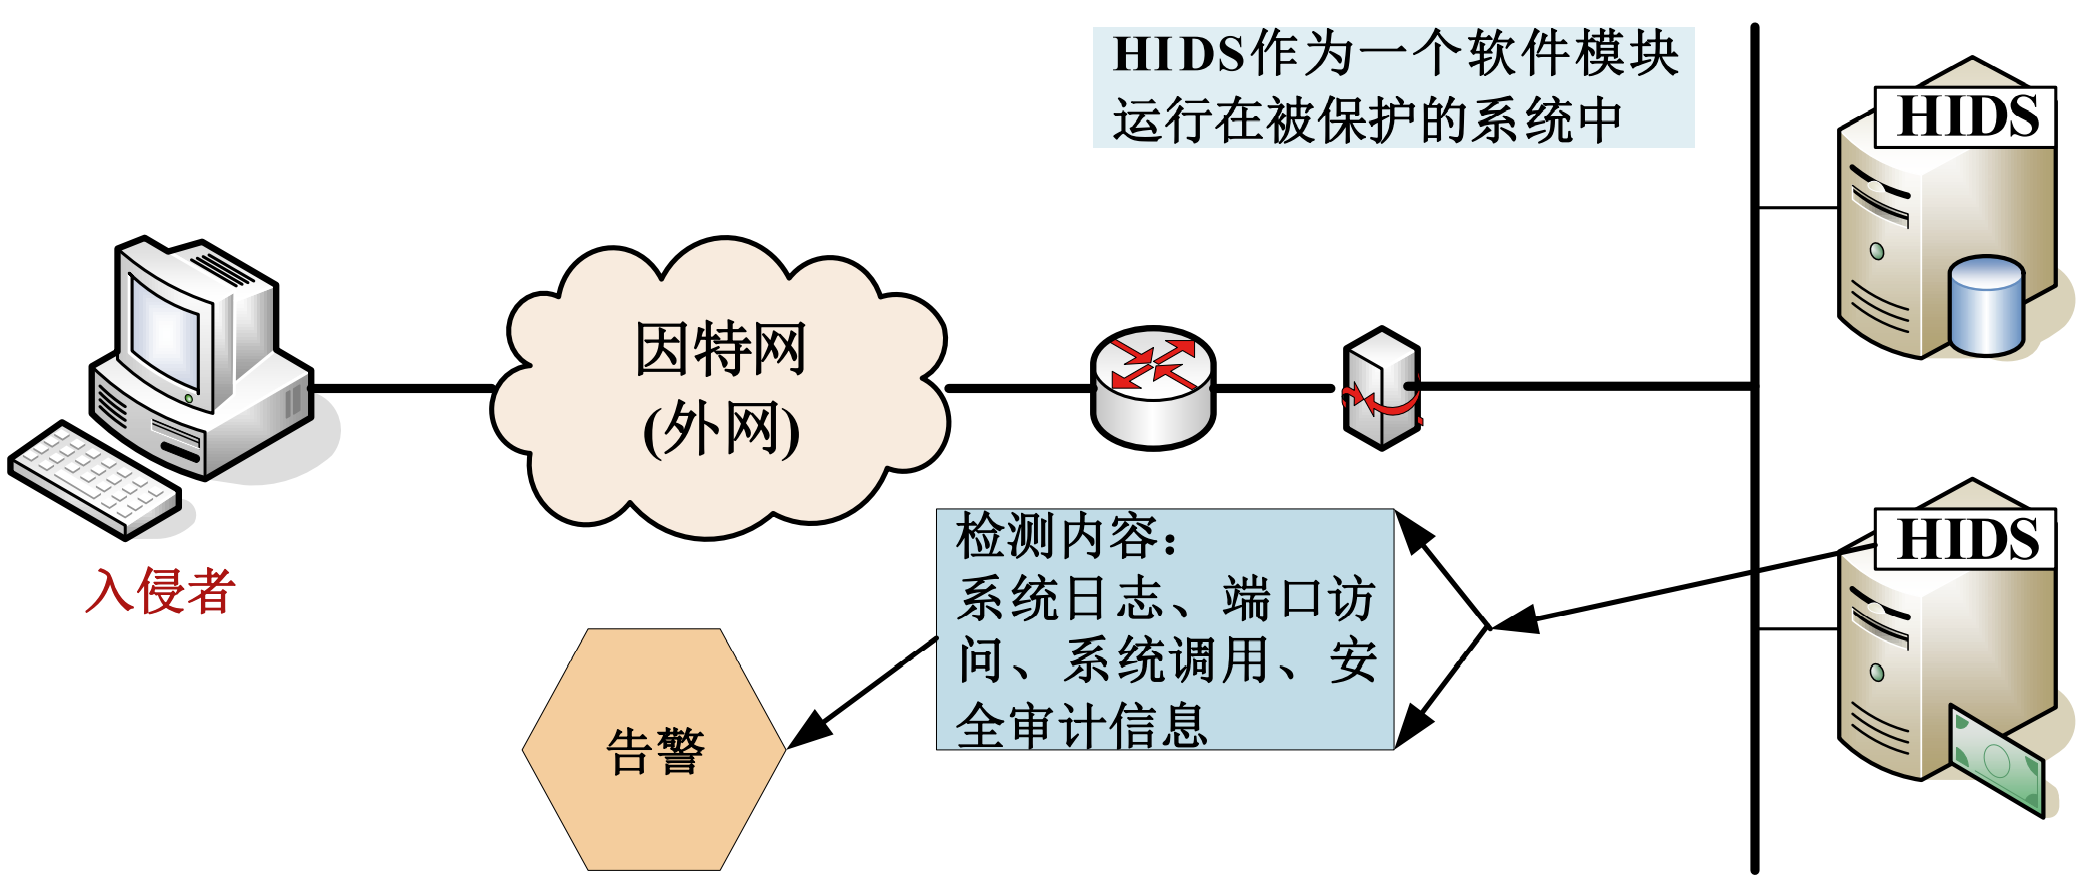 HIDS作为一个软件模块
运行在被保护的系统中
HIDS
因特网
(外网)
入侵者
检测内容：
系统日志、端口访
问、系统调用、安
全审计信息
HIDS
告警